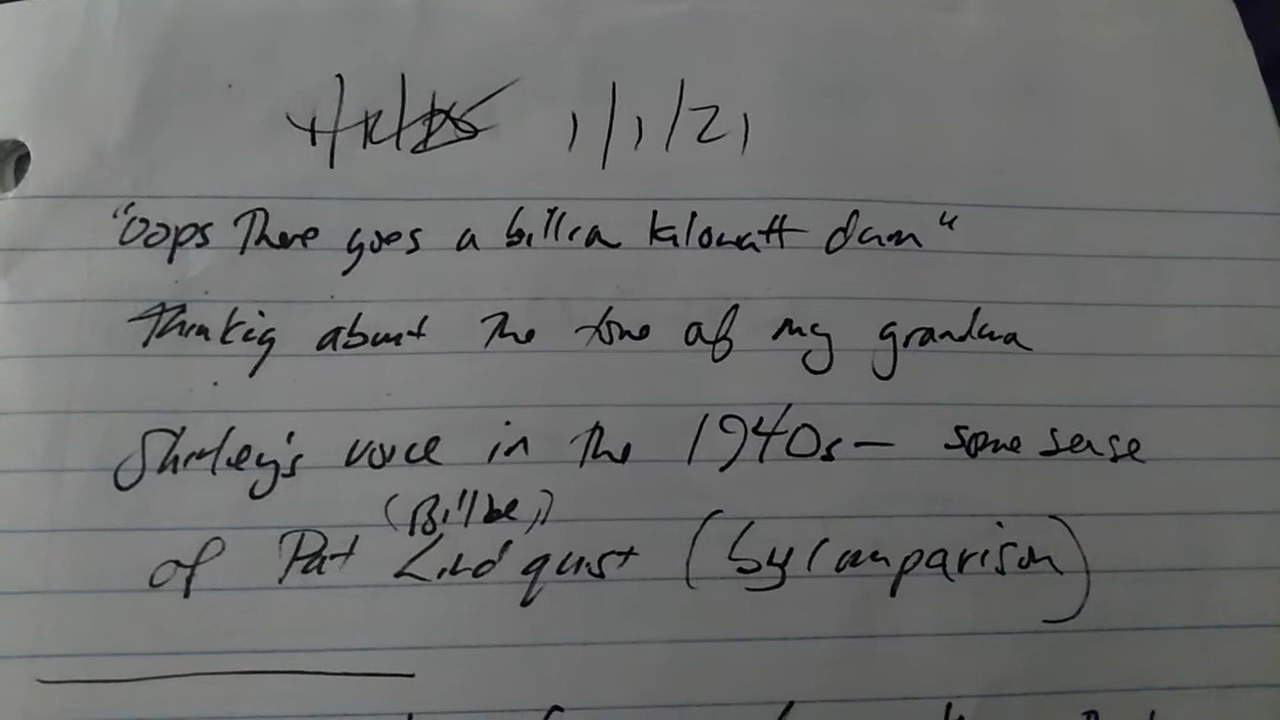 1/1/21
"Oops There goes a billion kilowatt dam"
Thinking about the tone of my grandma
Shirley's voice in the 1940s — some sense
of Pat Lindquist (by comparison)